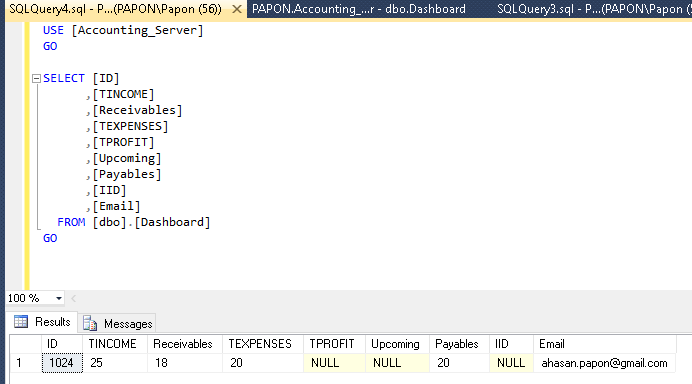 SQLQuery4.sql - P...(PAPON\Papon (56)) PAPON.Accounting_...r - dbo.Dashboard SQLQuery3.sql - P...(PAPON\Papon (5
USE [Accounting_Server]
GO
SELECT [ID]
,[TINCOME]
,[Receivables]
,[TEXPENSES]
,[TPROFIT]
,[Upcoming]
,[Payables]
,[IID]
,[Email]
FROM [dbo].[Dashboard]
GO
100 %
Results Messages
ID TINCOME Receivables TEXPENSES TPROFIT Upcoming Payables IID Email
1 1024 25 18 20 NULL NULL 20 NULL ahasan.papon@gmail.com